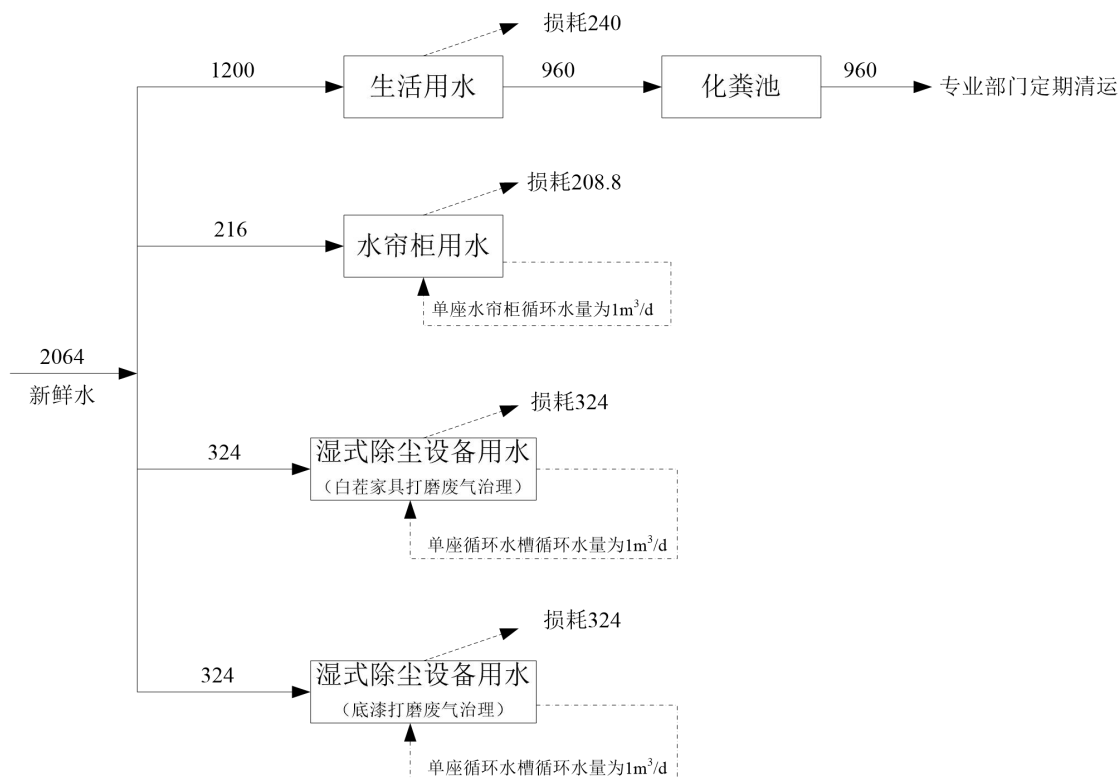 损耗240
1200
生活用水
960
化粪池
960
专业部门定期清运
损耗208.8
216
水帘柜用水
单座水帘柜循环水量为1m³/d
2064
新鲜水
损耗324
324
湿式除尘设备用水
（白茬家具打磨废气治理）
单座循环水槽循环水量为1m³/d
损耗324
324
湿式除尘设备用水
（底漆打磨废气治理）
单座循环水槽循环水量为1m³/d